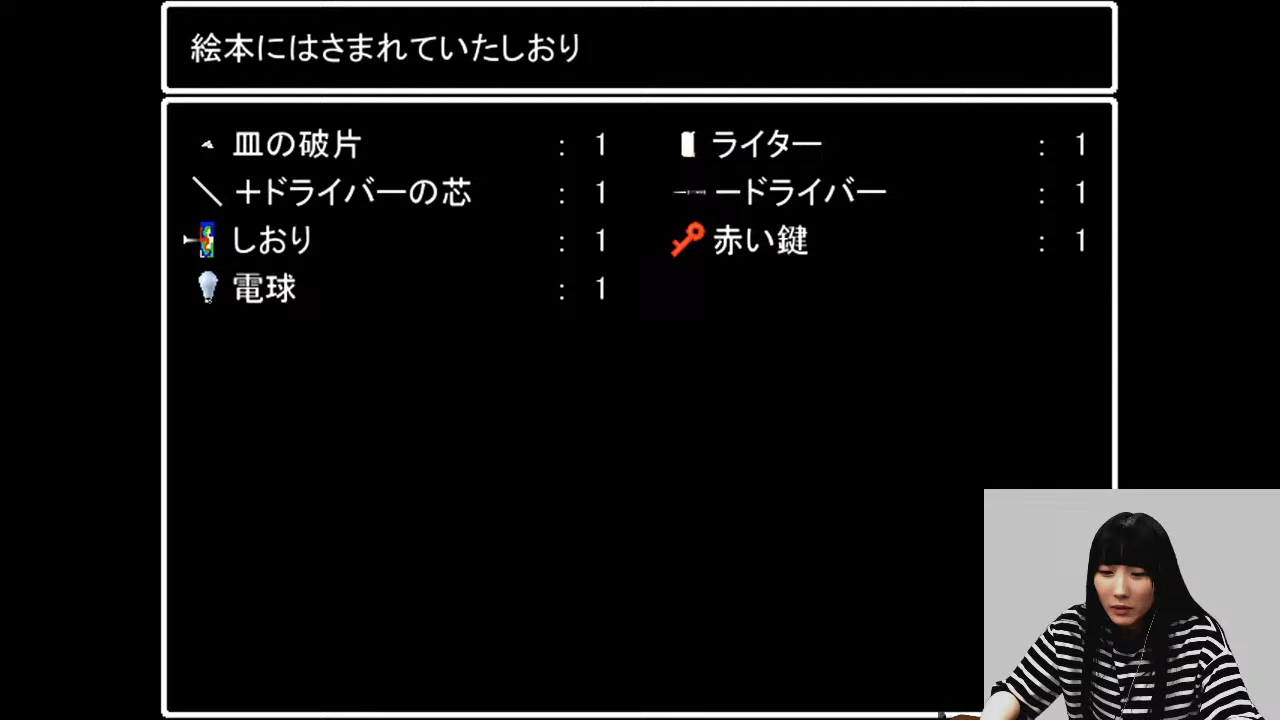 絵本にはさまれていたしおり
皿の破片 : 1 ライター : 1
+ドライバーの芯 : 1 -ドライバー : 1
しおり : 1 赤い鍵 : 1
電球 : 1